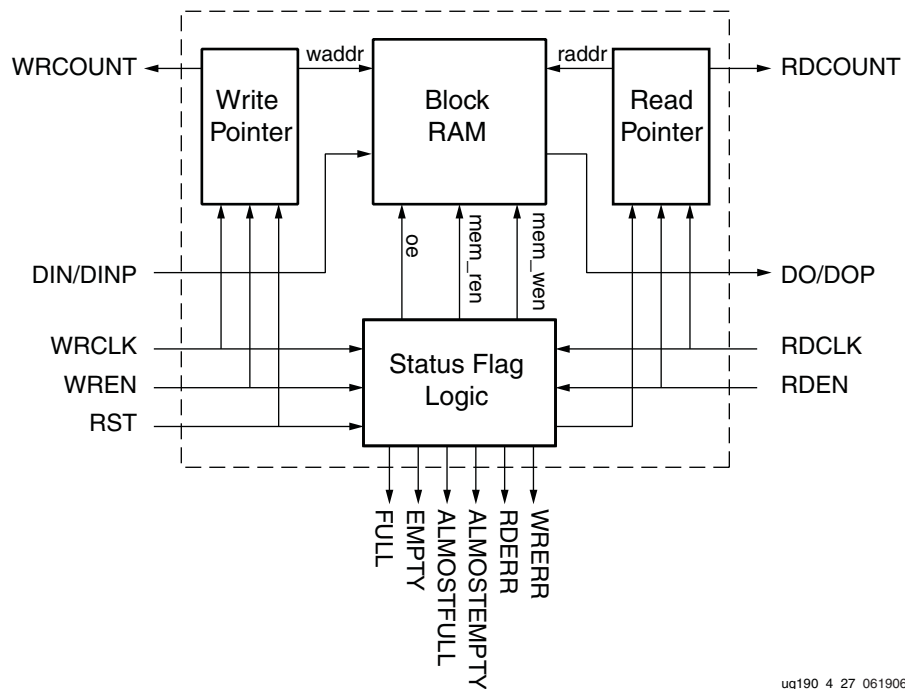 WRCOUNT
waddr
raddr
RDCOUNT
Write
Pointer
Block
RAM
Read
Pointer
oe
mem_ren
mem_wen
DIN/DINP
DO/DOP
WRCLK
RDCLK
Status Flag
Logic
WREN
RDEN
RST
FULL
EMPTY
ALMOSTFULL
ALMOSTEMPTY
RDERR
WRERR
ug190_4_27_061906